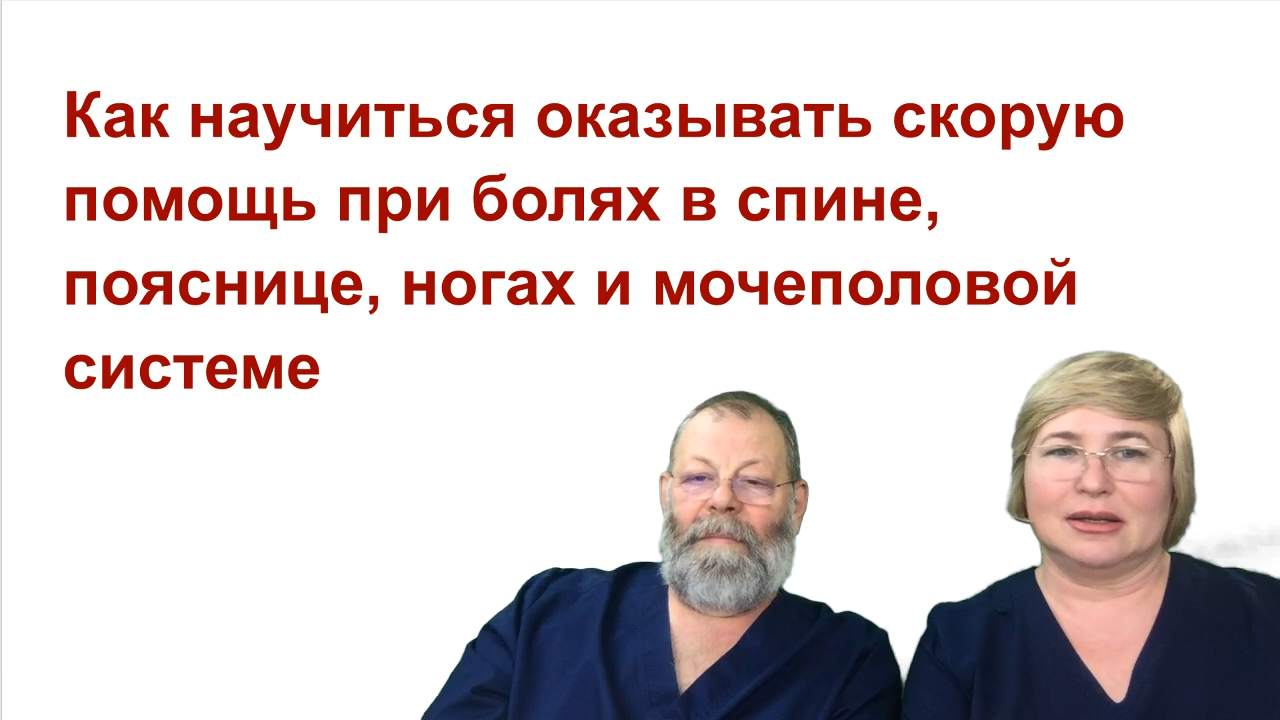 Как научиться оказывать скорую
помощь при болях в спине,
пояснице, ногах и мочеполовой
системе